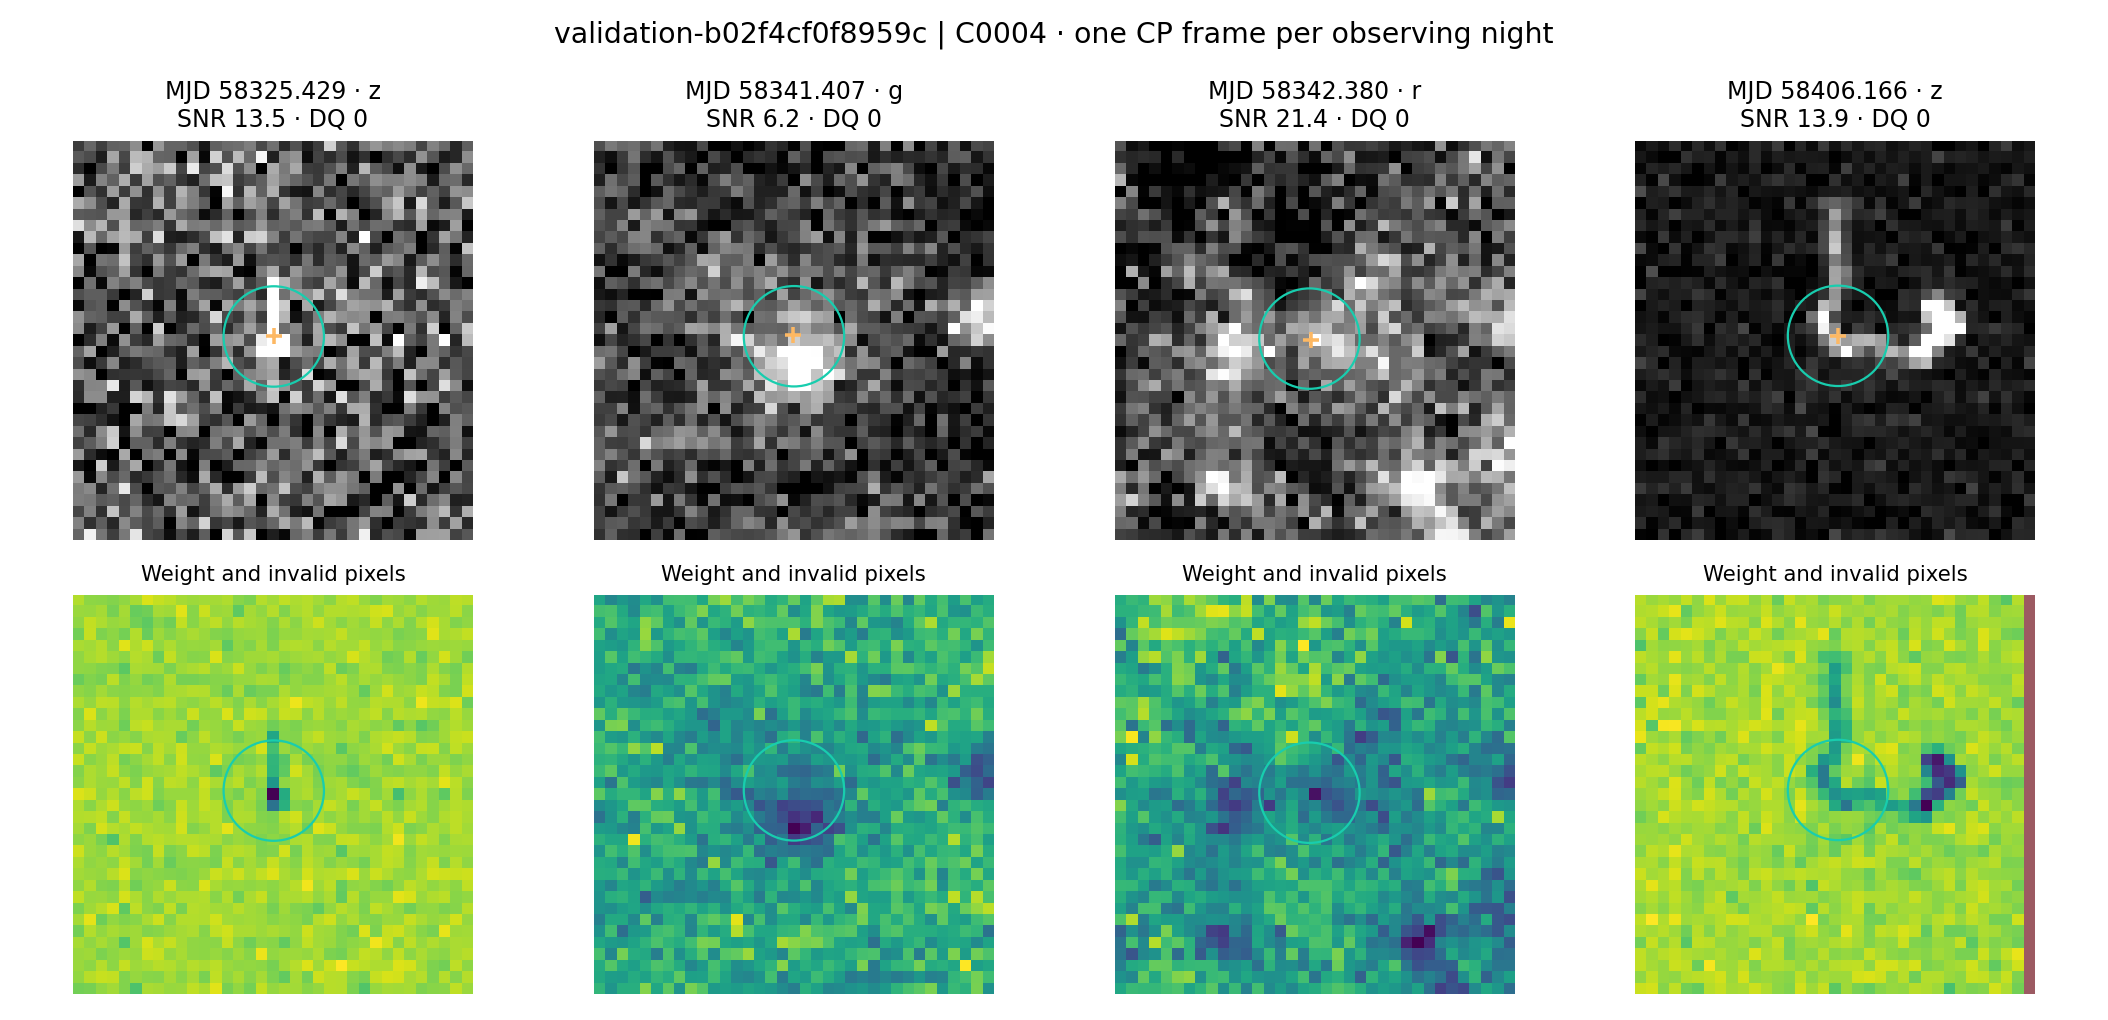 validation-b02f4cf0f8959c | C0004 · one CP frame per observing night
MJD 58325.429 · z
SNR 13.5 · DQ 0
MJD 58341.407 · g
SNR 6.2 · DQ 0
MJD 58342.380 · r
SNR 21.4 · DQ 0
MJD 58406.166 · z
SNR 13.9 · DQ 0
Weight and invalid pixels
Weight and invalid pixels
Weight and invalid pixels
Weight and invalid pixels